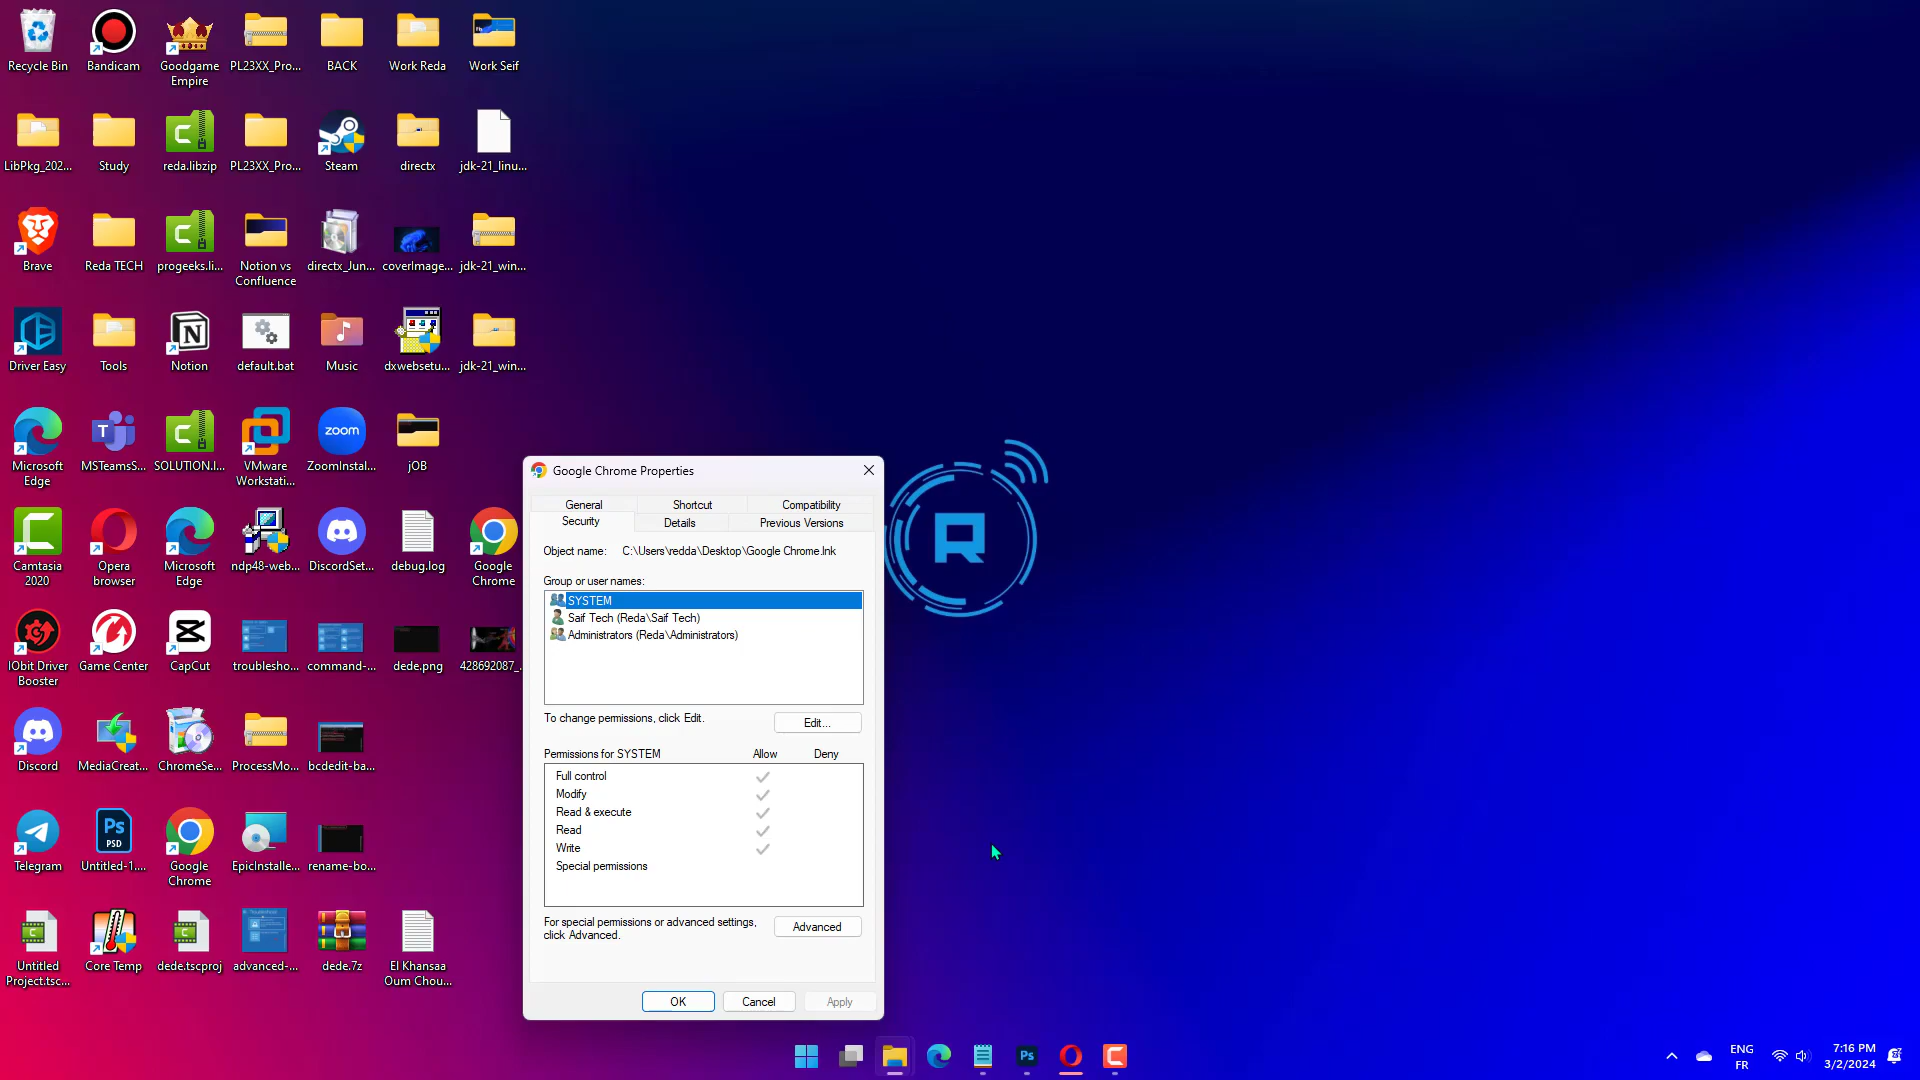 Recycle Bin
Bandicam
Goodgame
Empire
PL23XX_Pro...
BACK
Work Reda
Work Seif
LibPkg_202...
Study
reda.libzip
PL23XX_Pro...
Steam
directx
jdk-21_linu...
Brave
Reda TECH
progeeks.li...
Notion vs
Confluence
directx_Jun...
coverImage...
jdk-21_win...
Driver Easy
Tools
Notion
default.bat
Music
dxwebsetu...
jdk-21_win...
Microsoft
Edge
MSTeamsS...
SOLUTION.l...
VMware
Workstati...
zoom
ZoomInstal...
jOB
Camtasia
2020
Opera
browser
Microsoft
Edge
ndp48-web...
DiscordSet...
debug.log
Google
Chrome
IObit Driver
Booster
Game Center
CapCut
troublesho...
command-...
dede.png
428692087_...
Discord
MediaCreat...
ChromeSe...
ProcessMo...
bcdedit-ba...
Telegram
Ps
PSD
Untitled-1....
Google
Chrome
EpicInstalle...
rename-bo...
Untitled
Project.tsc...
Core Temp
dede.tscproj
advanced-...
dede.7z
El Khansaa
Oum Chou...
Google Chrome Properties
General
Shortcut
Compatibility
Security
Details
Previous Versions
Object name: C:\Users\redda\Desktop\Google Chrome.lnk
Group or user names:
SYSTEM
Saif Tech (Reda\Saif Tech)
Administrators (Reda\Administrators)
To change permissions, click Edit.
Edit...
Permissions for SYSTEM
Allow
Deny
Full control
Modify
Read & execute
Read
Write
Special permissions
For special permissions or advanced settings,
click Advanced.
Advanced
OK
Cancel
Apply
R
Ps
ENG
FR
7:16 PM
3/2/2024